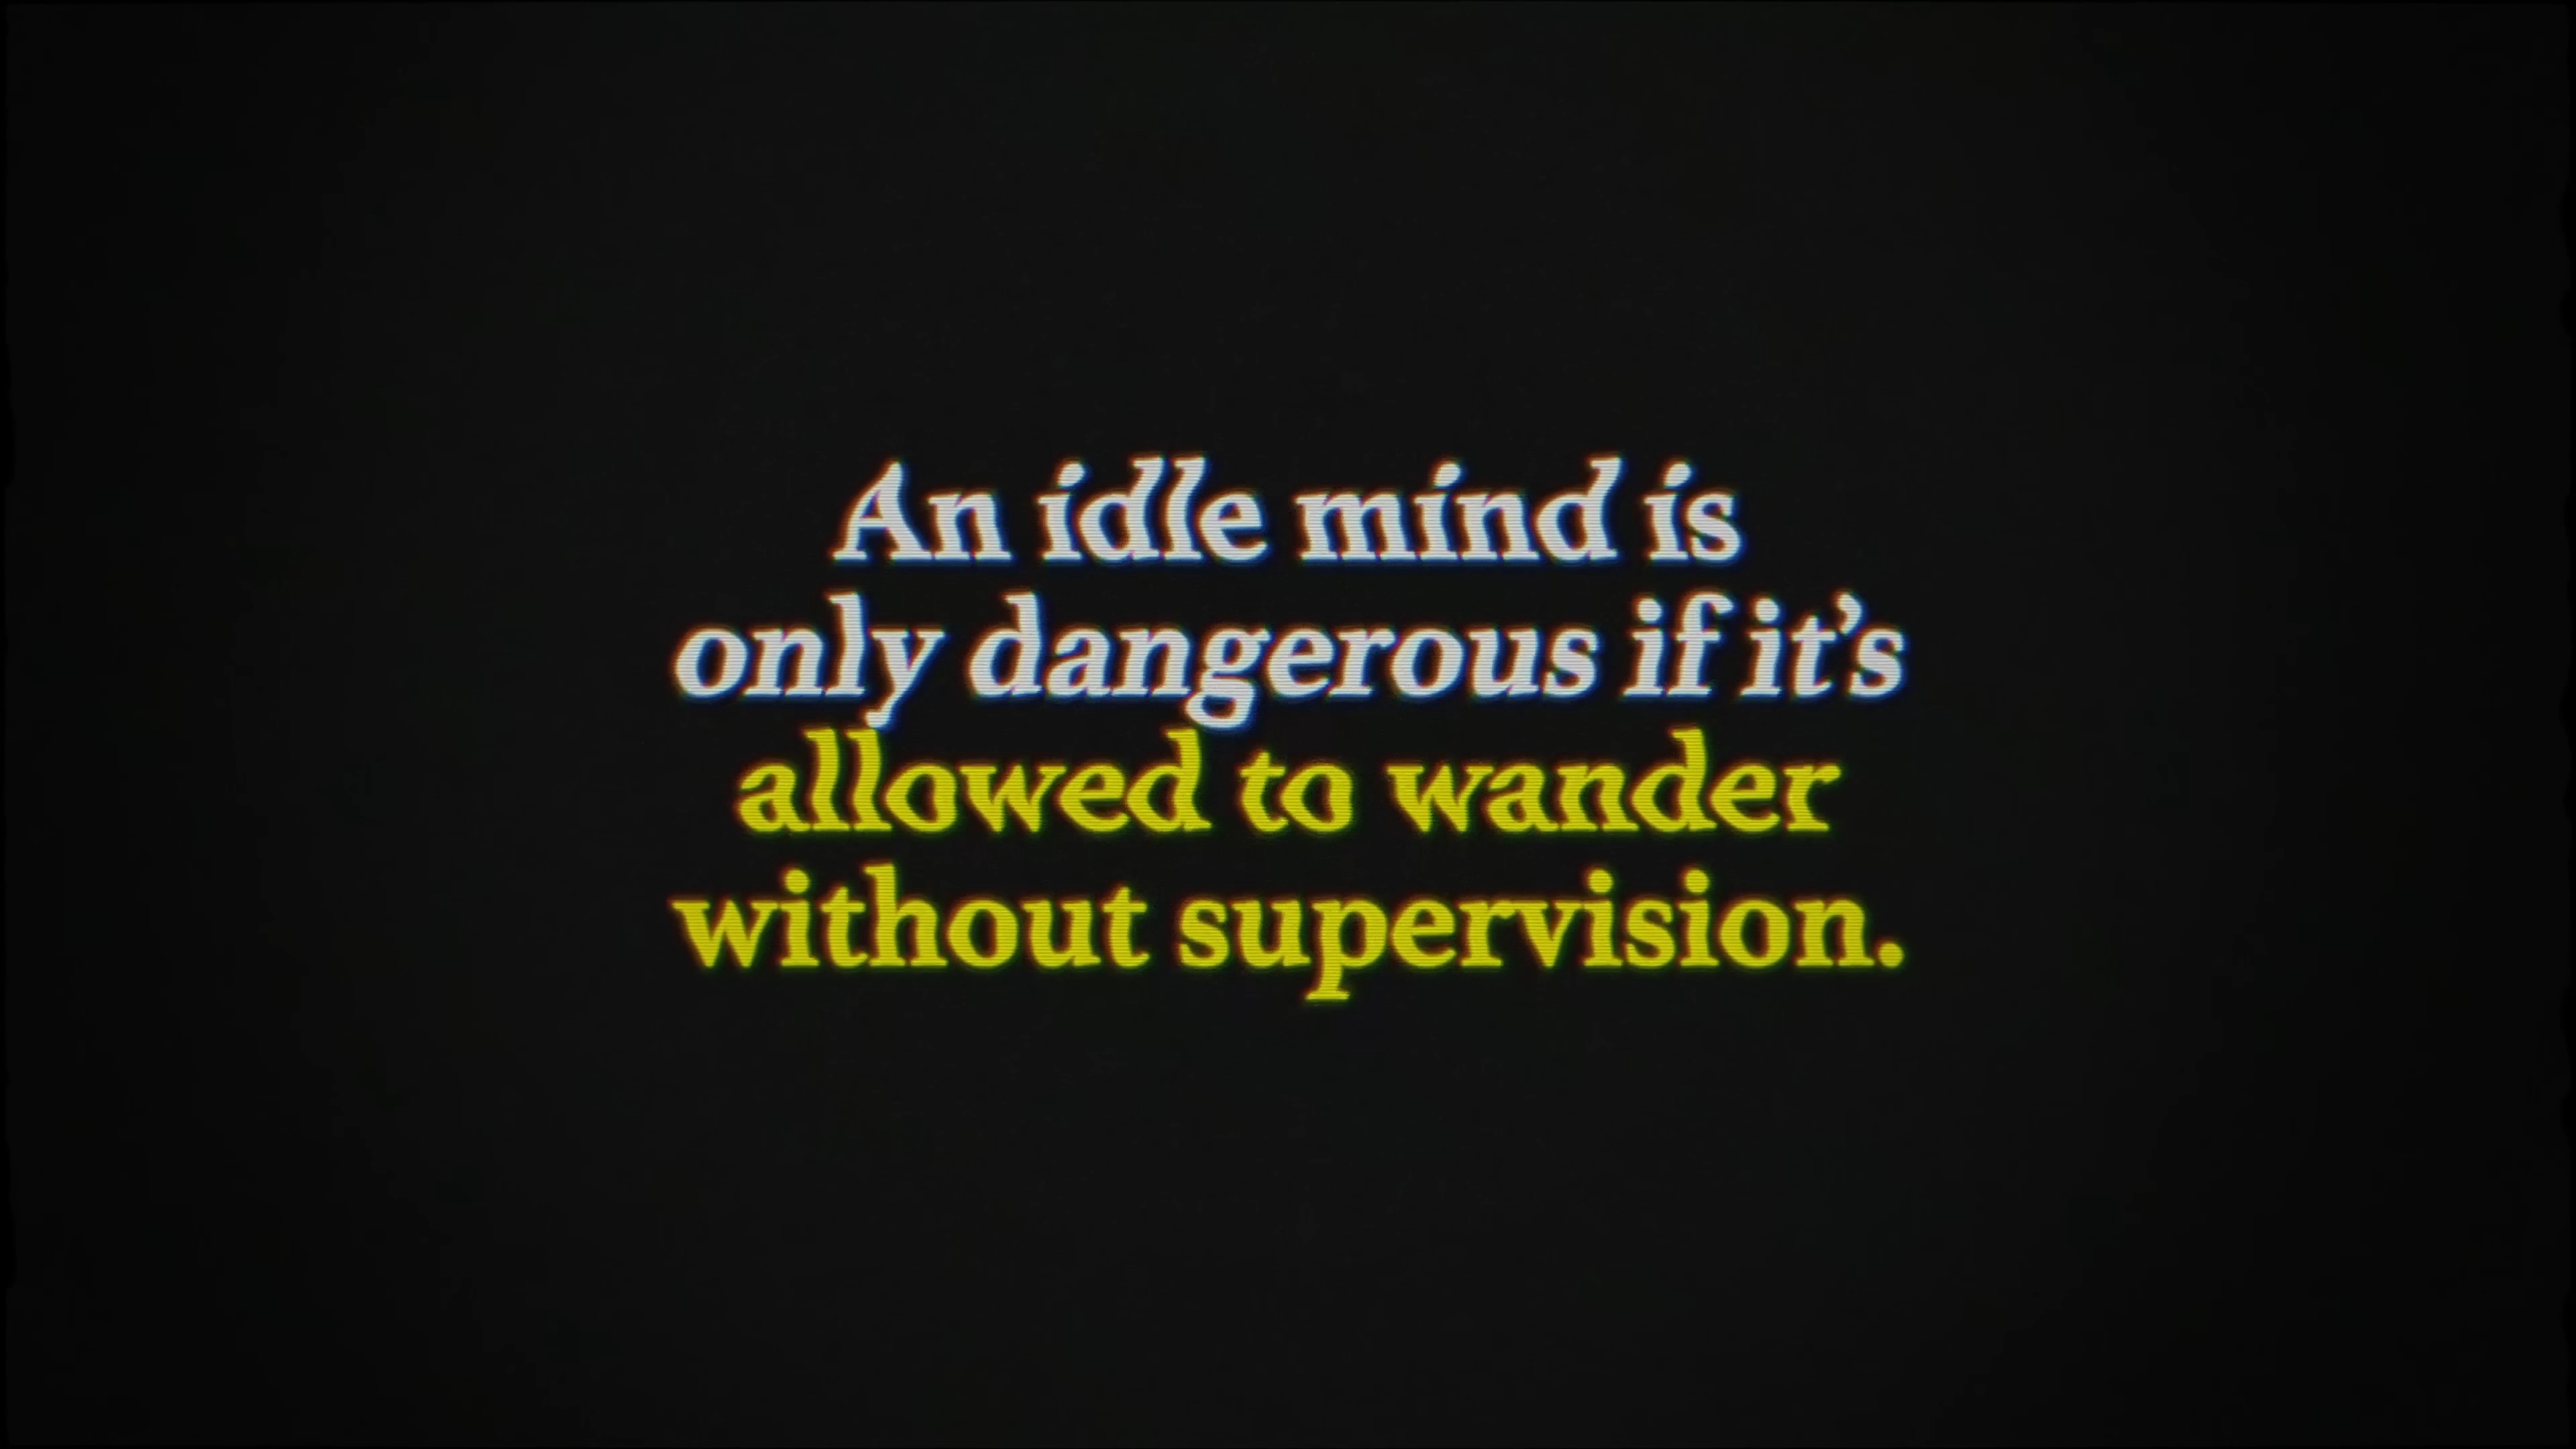 An idle mind is
only dangerous if it’s
allowed to wander
without supervision.